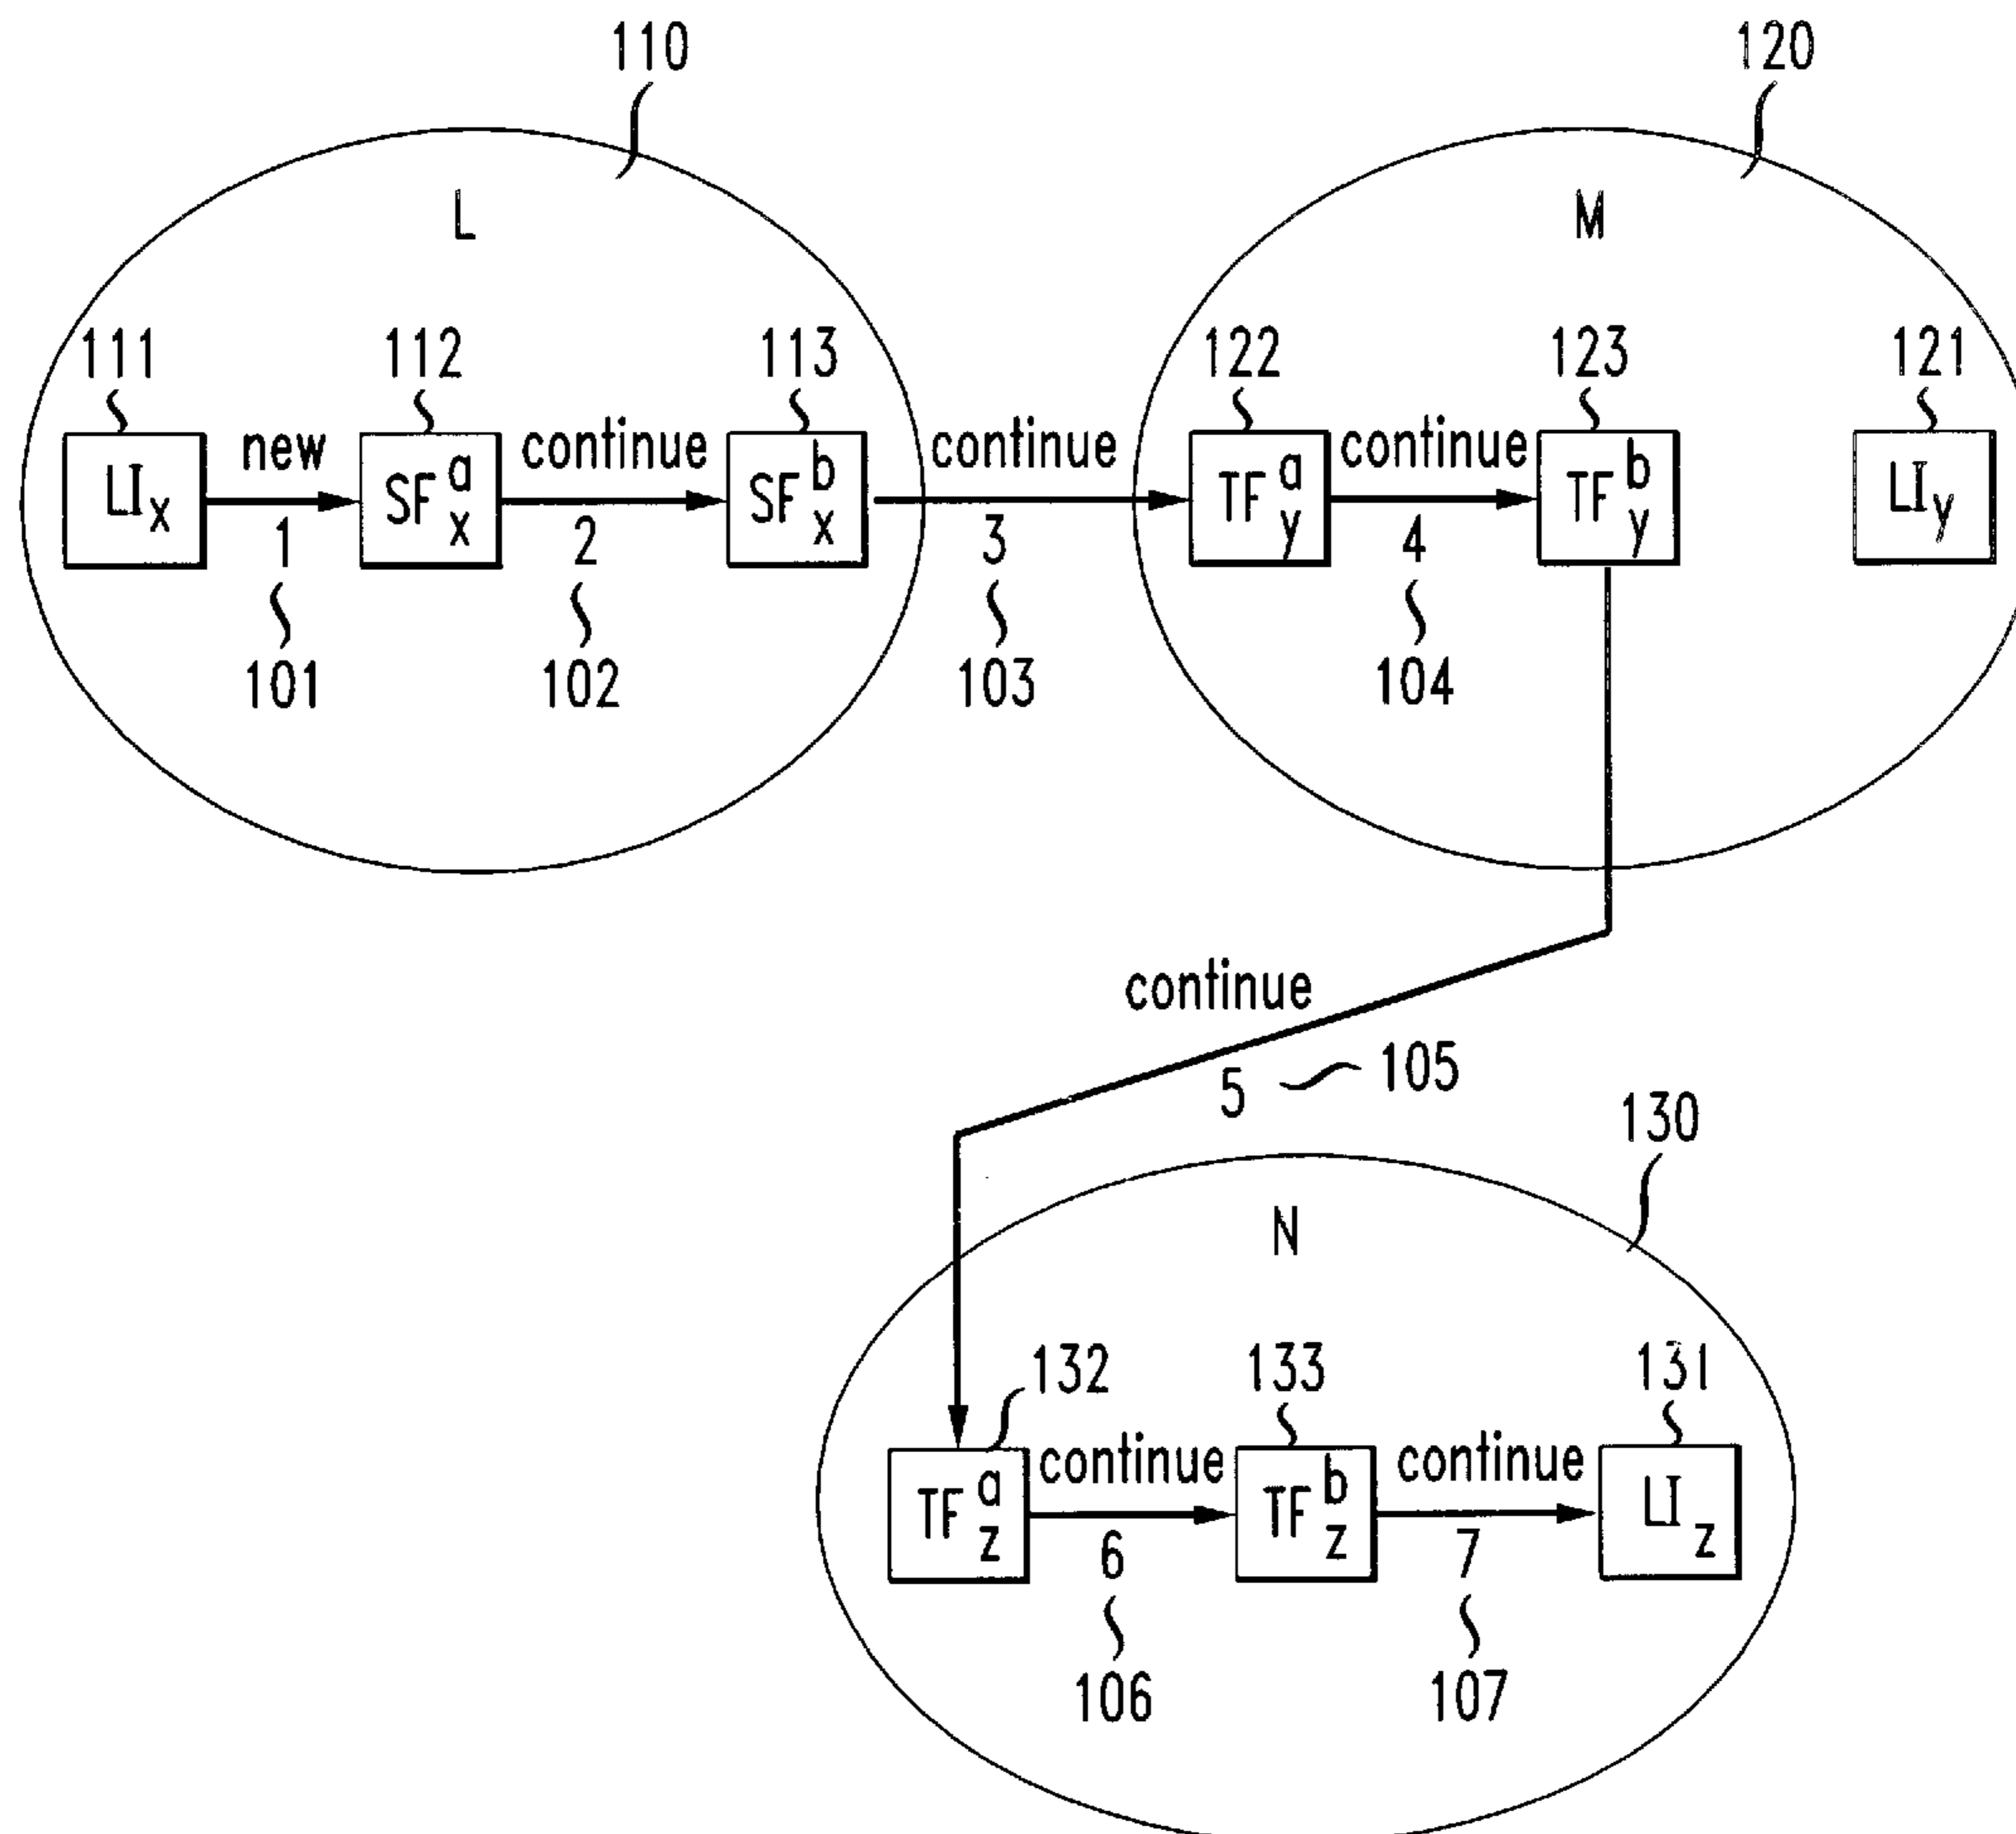 110
120
L
M
111
112
113
122
123
121
LIx
new
SF a x
continue
SF b x
continue
TF a y
continue
TF b y
LIy
1
2
3
4
101
102
103
104
continue
5
105
130
N
132
133
131
TF a z
continue
TF b z
continue
LI z
6
7
106
107